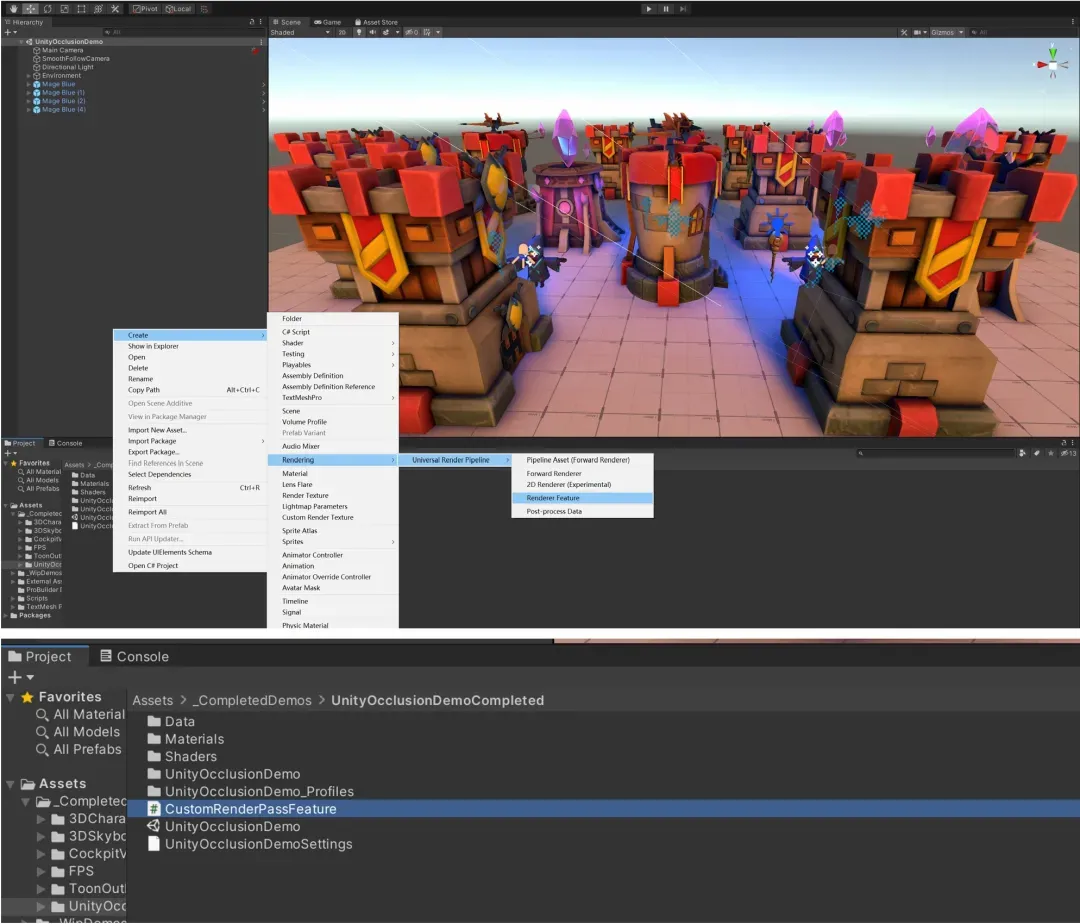 Pivot Local
Hierarchy
All
UnityOcclusionDemo
Main Camera
SmoothFollowCamera
Directional Light
Environment
Mage Blue
Mage Blue (1)
Mage Blue (2)
Mage Blue (4)
Scene Game Asset Store
Shaded 2D 0 Gizmos All
Create
Show in Explorer
Open
Delete
Rename
Copy Path Alt+Ctrl+C
Open Scene Additive
View in Package Manager
Import New Asset...
Import Package
Export Package...
Find References In Scene
Select Dependencies
Refresh Ctrl+R
Reimport
Reimport All
Extract From Prefab
Run API Updater...
Update UIElements Schema
Open C# Project
Folder
C# Script
Shader
Testing
Playables
Assembly Definition
Assembly Definition Reference
TextMeshPro
Scene
Volume Profile
Prefab Variant
Audio Mixer
Rendering
Material
Lens Flare
Render Texture
Lightmap Parameters
Custom Render Texture
Sprite Atlas
Sprites
Animator Controller
Animation
Animator Override Controller
Avatar Mask
Timeline
Signal
Physic Material
Universal Render Pipeline
Pipeline Asset (Forward Renderer)
Forward Renderer
2D Renderer (Experimental)
Renderer Feature
Post-process Data
Project Console
13
Favorites
All Material
All Models
All Prefabs
Assets
_Completed
3DChara
3DSkybo
CockpitV
FPS
ToonOutl
UnityOcc
_WipDemos
External Ass
ProBuilder D
Scripts
TextMesh P
Packages
Assets > _Comp
Data
Materials
Shaders
UnityOccl
UnityOccl
UnityOccl
UnityOccl
Project Console
Favorites
All Material
All Models
All Prefabs
Assets
_Completed
3DChara
3DSkybo
CockpitV
FPS
ToonOutl
UnityOcc
_WipDemos
Assets > _CompletedDemos > UnityOcclusionDemoCompleted
Data
Materials
Shaders
UnityOcclusionDemo
UnityOcclusionDemo_Profiles
CustomRenderPassFeature
UnityOcclusionDemo
UnityOcclusionDemoSettings